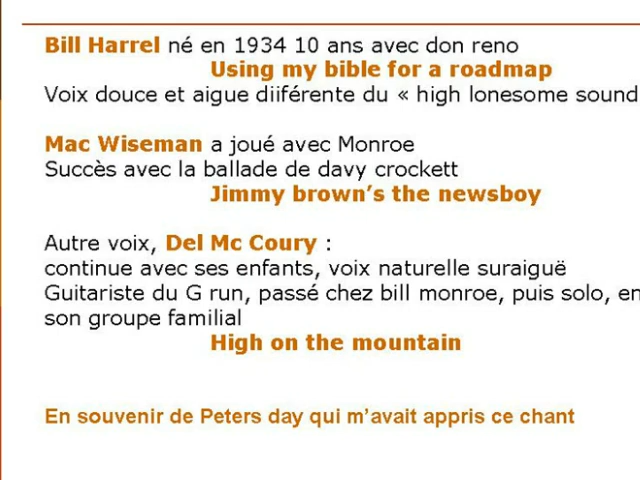 Bill Harrel né en 1934 10 ans avec don reno
Using my bible for a roadmap
Voix douce et aigue diiférente du « high lonesome sound
Mac Wiseman a joué avec Monroe
Succès avec la ballade de davy crockett
Jimmy brown’s the newsboy
Autre voix, Del Mc Coury :
continue avec ses enfants, voix naturelle suraiguë
Guitariste du G run, passé chez bill monroe, puis solo, en
son groupe familial
High on the mountain
En souvenir de Peters day qui m’avait appris ce chant